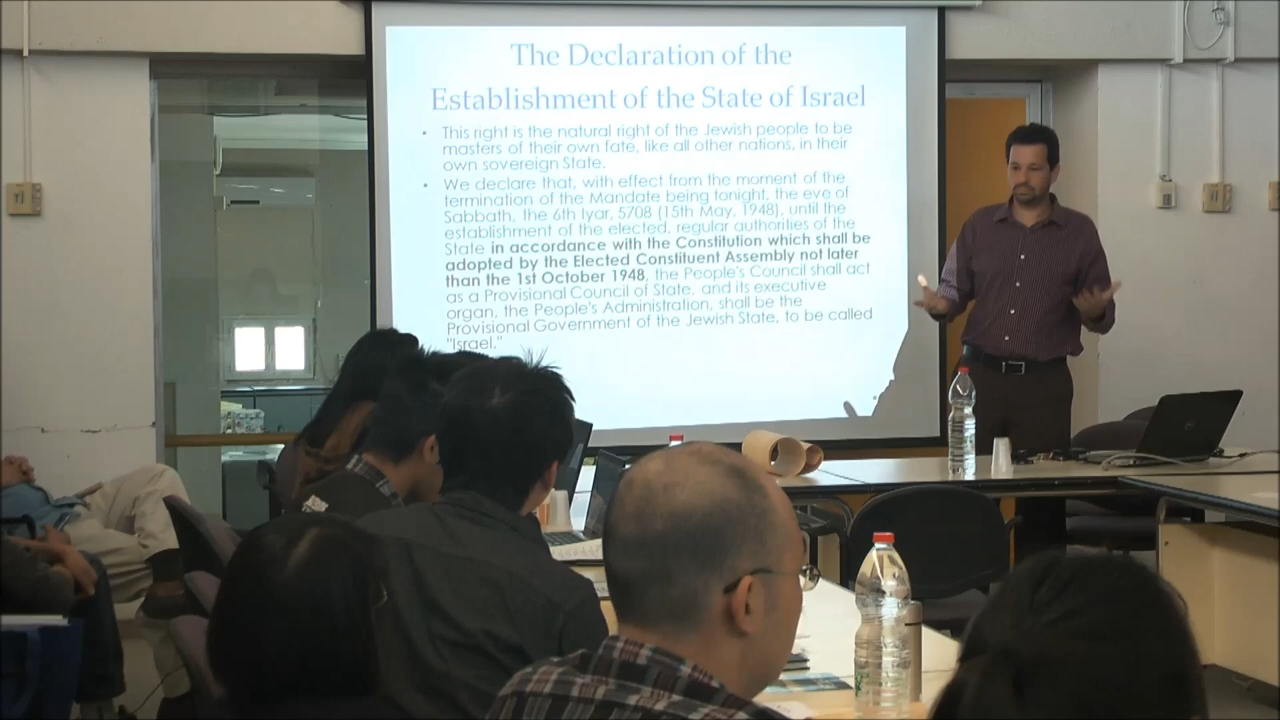 The Declaration of the
Establishment of the State of Israel
• This right is the natural right of the Jewish people to be
masters of their own fate, like all other nations, in their
own sovereign State.
• We declare that, with effect from the moment of the
termination of the Mandate being tonight, the eve of
Sabbath, the 6th Iyar, 5708 (15th May, 1948), until the
establishment of the elected, regular authorities of the
State in accordance with the Constitution which shall be
adopted by the Elected Constituent Assembly not later
than the 1st October 1948, the People's Council shall act
as a Provisional Council of State, and its executive
organ, the People's Administration, shall be the
Provisional Government of the Jewish State, to be called
"Israel."